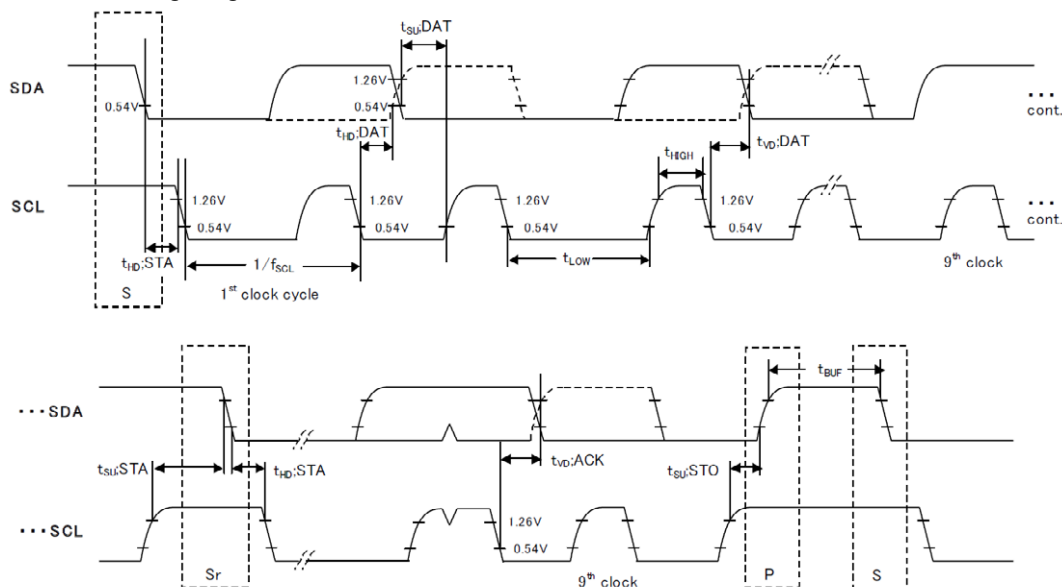 tSU;DAT
SDA
1.26V
0.54V
0.54V
cont.
tHD;DAT
tVD;DAT
tHIGH
SCL
1.26V
1.26V
1.26V
0.54V
0.54V
0.54V
0.54V
cont.
tHD;STA
1/fSCL
tLOW
9th clock
S
1st clock cycle
tBUF
···SDA
tSU;STA
tHD;STA
tVD;ACK
tSU;STO
···SCL
1.26V
0.54V
Sr
9th clock
P
S